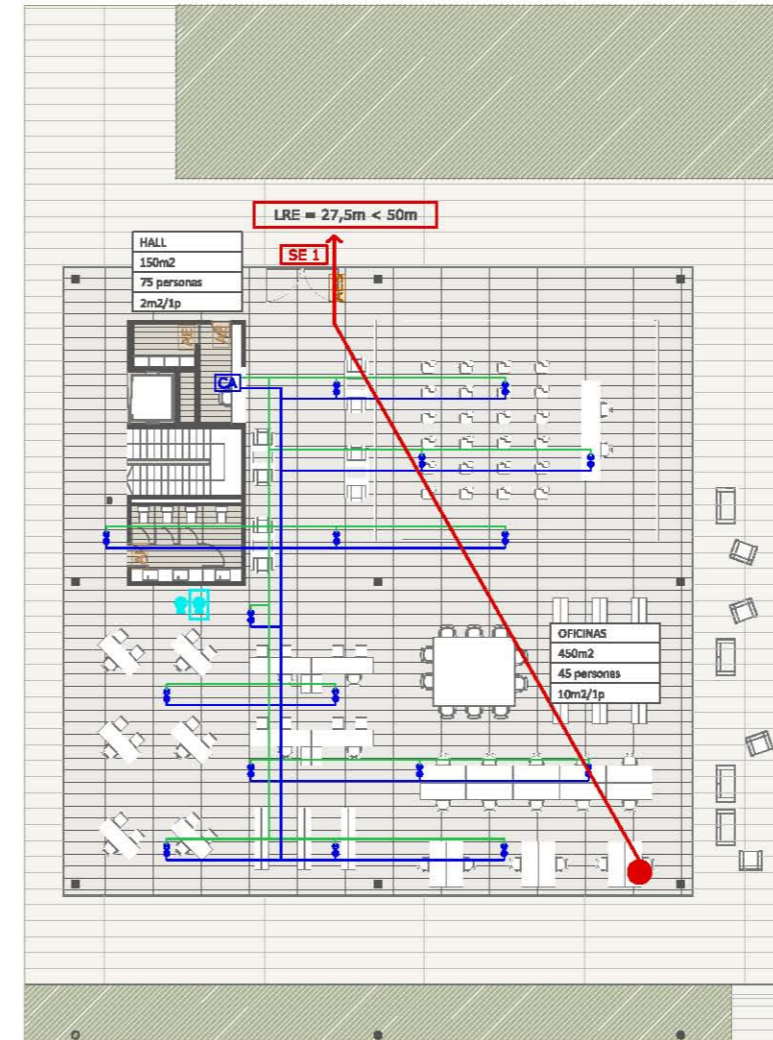 LRE = 27,5m < 50m
SE 1
HALL
150m2
75 personas
2m2/1p
CA
OFICINAS
450m2
45 personas
10m2/1p